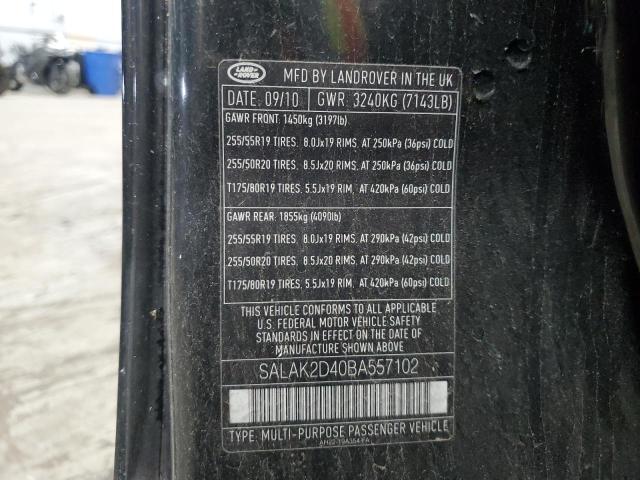 LAND
ROVER
MFD BY LANDROVER IN THE UK
DATE: 09/10 GWR: 3240KG (7143LB)
GAWR FRONT: 1450kg (3197lb)
255/55R19 TIRES, 8.0Jx19 RIMS, AT 250kPa (36psi) COLD
255/50R20 TIRES, 8.5Jx20 RIMS, AT 250kPa (36psi) COLD
T175/80R19 TIRES, 5.5Jx19 RIM, AT 420kPa (60psi) COLD
GAWR REAR: 1855kg (4090lb)
255/55R19 TIRES, 8.0Jx19 RIMS, AT 290kPa (42psi) COLD
255/50R20 TIRES, 8.5Jx20 RIMS, AT 290kPa (42psi) COLD
T175/80R19 TIRES, 5.5Jx19 RIM, AT 420kPa (60psi) COLD
THIS VEHICLE CONFORMS TO ALL APPLICABLE
U.S. FEDERAL MOTOR VEHICLE SAFETY
STANDARDS IN EFFECT ON THE DATE OF
MANUFACTURE SHOWN ABOVE
SALAK2D40BA557102
TYPE: MULTI-PURPOSE PASSENGER VEHICLE